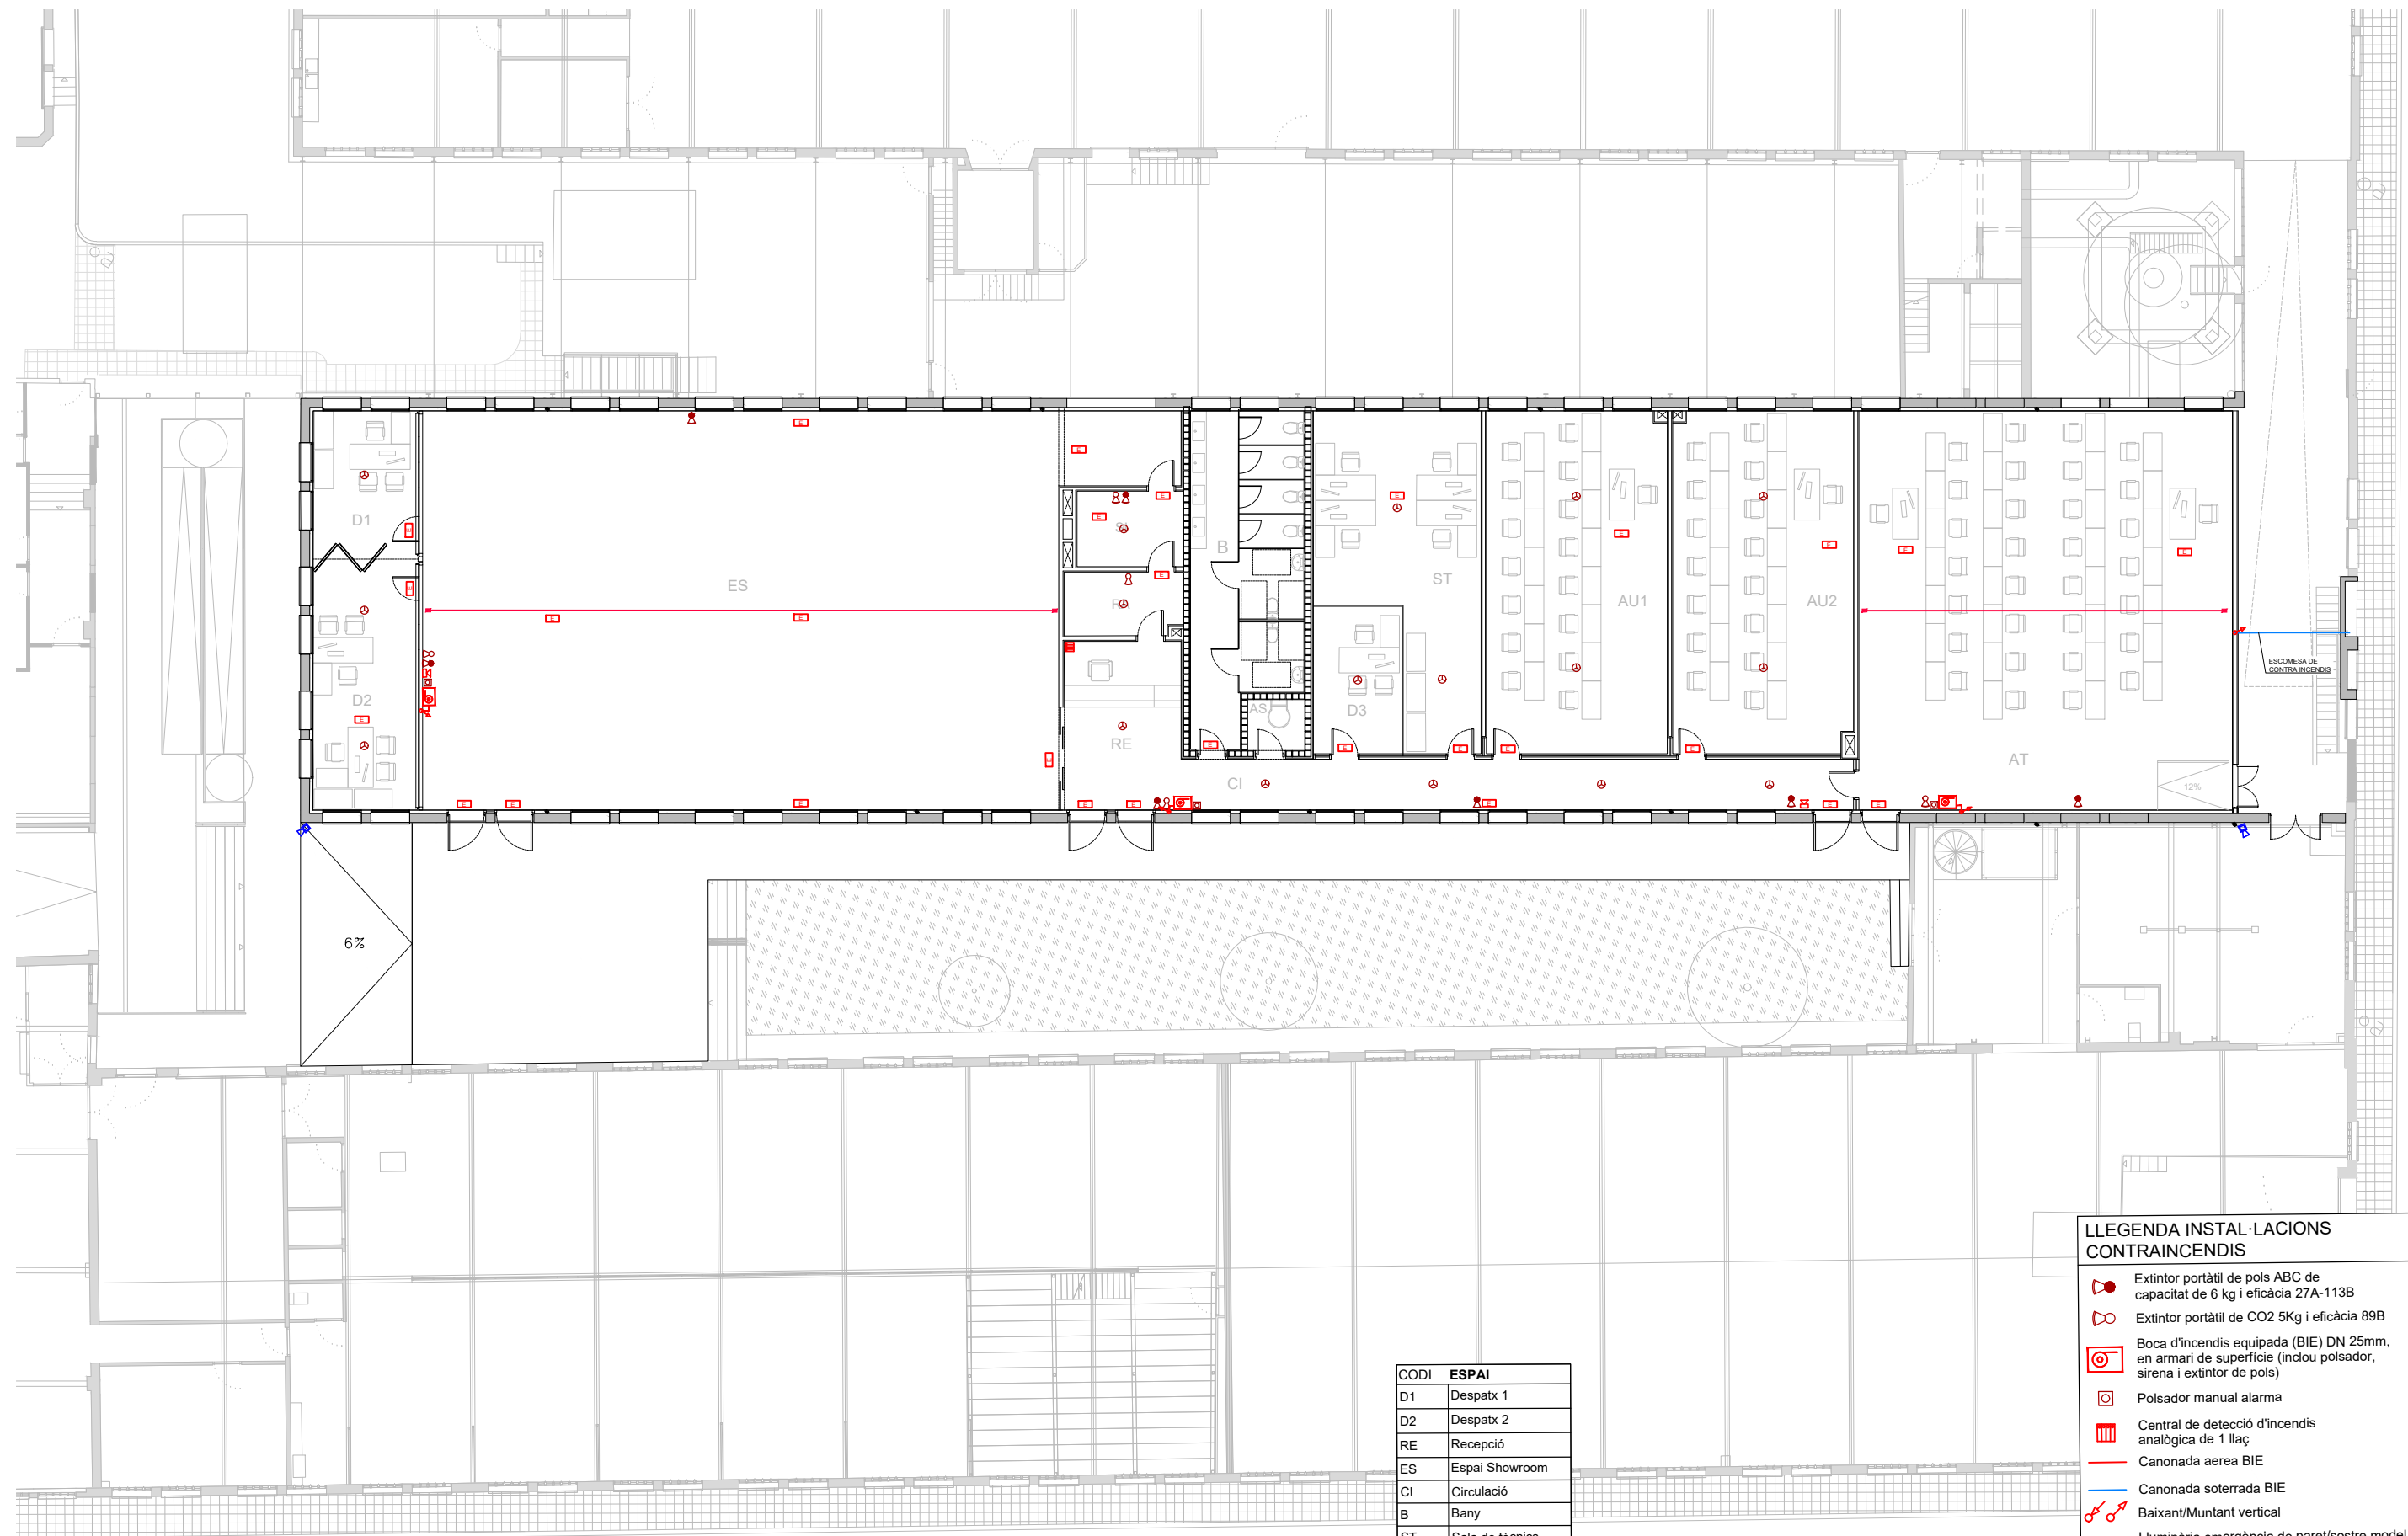 D1
ES
B
ST
AU1
AU2
ESCOMESA DE
CONTRA INCENDIS
D2
AS
D3
RE
CI
AT
12%
6%
LLEGENDA INSTAL·LACIONS
CONTRAINCENDIS
Extintor portàtil de pols ABC de
capacitat de 6 kg i eficàcia 27A-113B
Extintor portàtil de CO2 5Kg i eficàcia 89B
Boca d'incendis equipada (BIE) DN 25mm,
en armari de superfície (inclou polsador,
sirena i extintor de pols)
Polsador manual alarma
Central de detecció d'incendis
analògica de 1 llaç
Canonada aerea BIE
Canonada soterrada BIE
Baixant/Muntant vertical
CODI ESPAI
D1 Despatx 1
D2 Despatx 2
RE Recepció
ES Espai Showroom
CI Circulació
B Bany